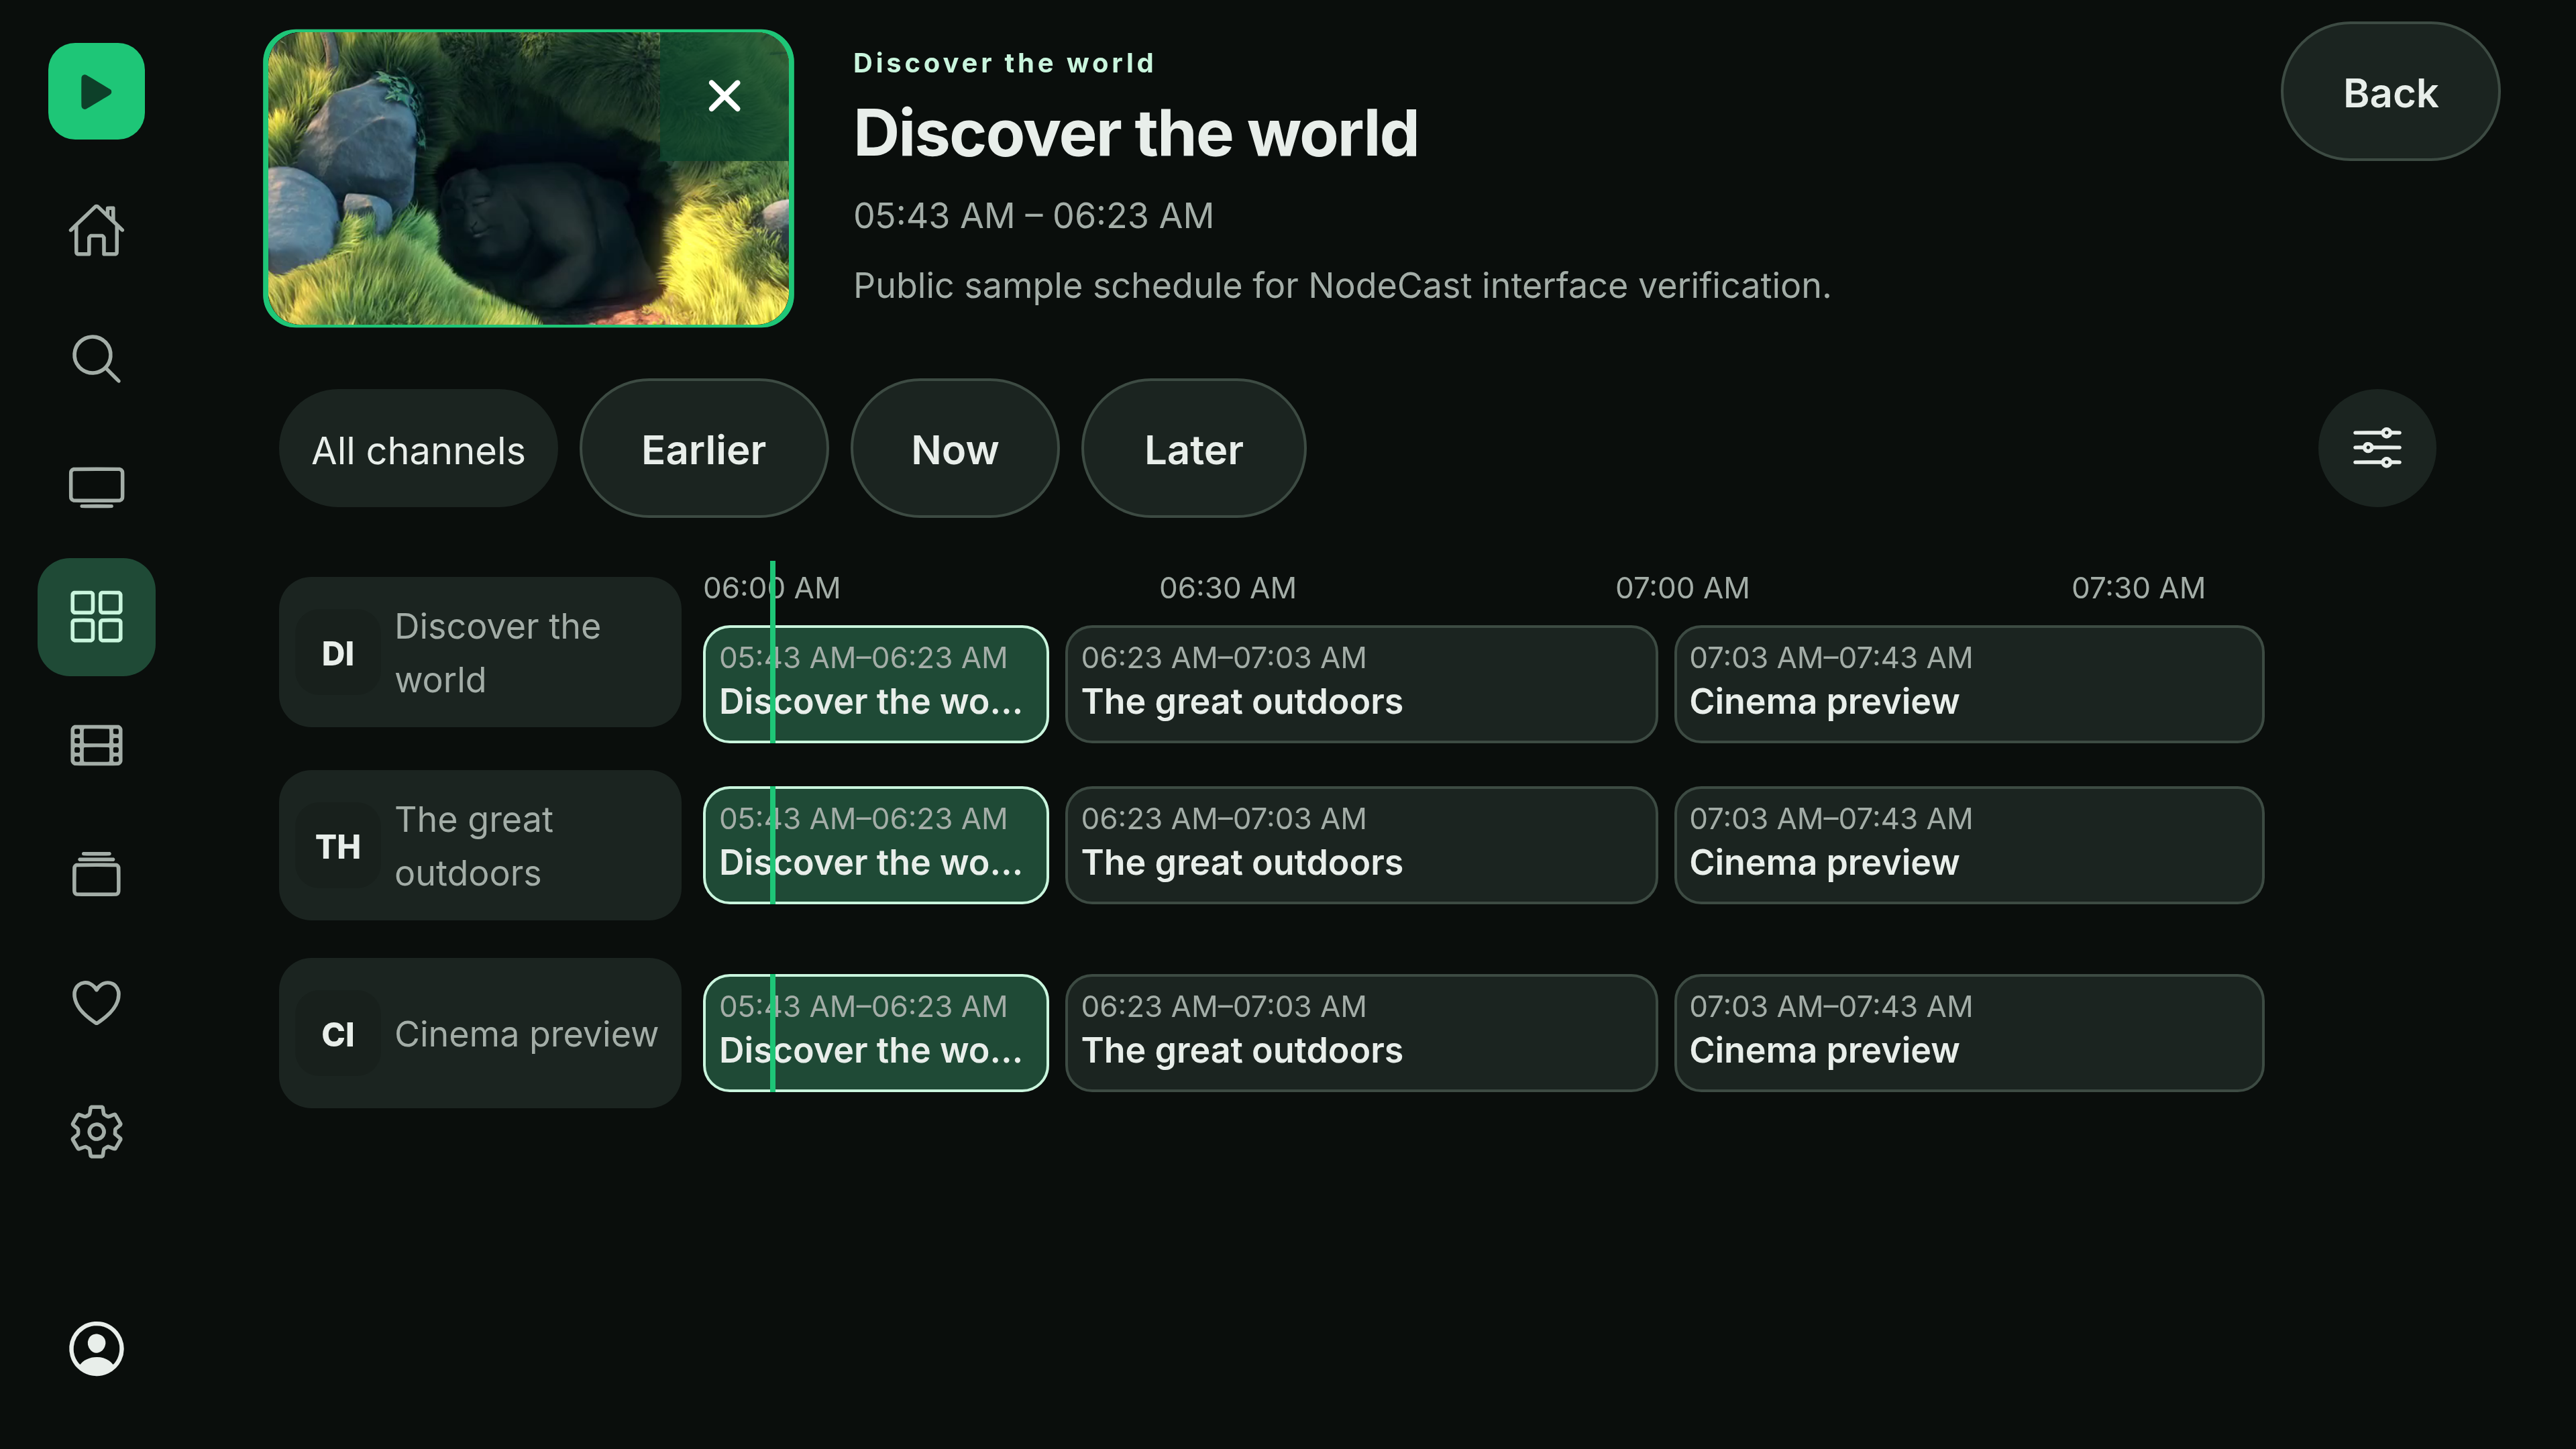 Discover the world
Discover the world
05:43 AM – 06:23 AM
Public sample schedule for NodeCast interface verification.
Back
All channels
Earlier
Now
Later
06:00 AM
06:30 AM
07:00 AM
07:30 AM
DI
Discover the
world
05:43 AM–06:23 AM
Discover the wo...
06:23 AM–07:03 AM
The great outdoors
07:03 AM–07:43 AM
Cinema preview
TH
The great
outdoors
05:43 AM–06:23 AM
Discover the wo...
06:23 AM–07:03 AM
The great outdoors
07:03 AM–07:43 AM
Cinema preview
CI
Cinema preview
05:43 AM–06:23 AM
Discover the wo...
06:23 AM–07:03 AM
The great outdoors
07:03 AM–07:43 AM
Cinema preview